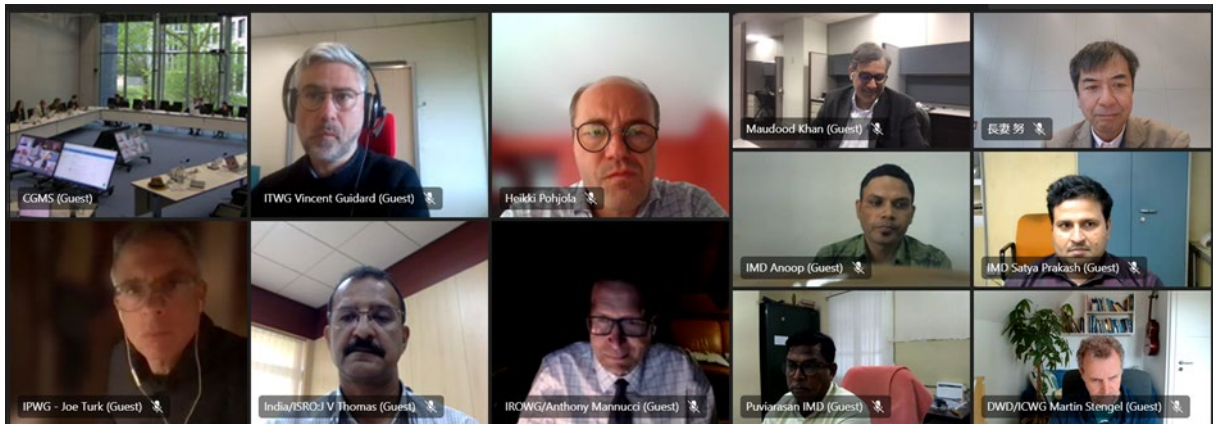 CGMS (Guest)
ITWG Vincent Guidard (Guest)
Heikki Pohjola
Maudood Khan (Guest)
長妻 努
IMD Anoop (Guest)
IMD Satya Prakash (Guest)
IPWG - Joe Turk (Guest)
India/ISRO:J V Thomas (Guest)
IROWG/Anthony Mannucci (Guest)
Puviarasan IMD (Guest)
DWD/ICWG Martin Stengel (Guest)